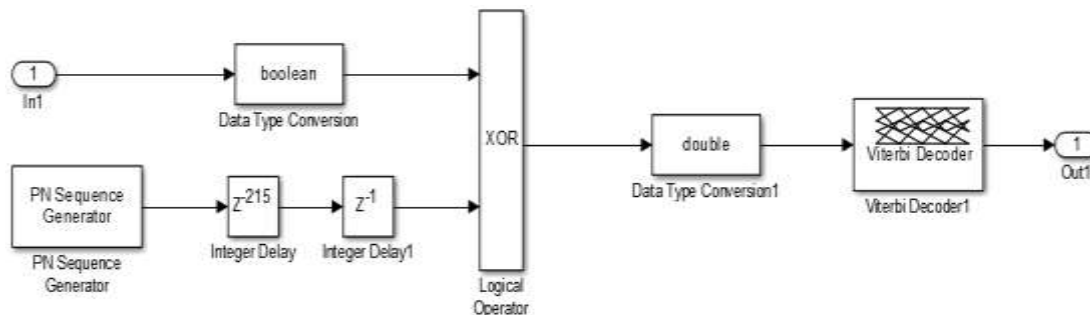 1
In1
boolean
Data Type Conversion
PN Sequence
Generator
PN Sequence
Generator
Z-215
Integer Delay
Z-1
Integer Delay1
XOR
Logical
Operator
double
Data Type Conversion1
Viterbi Decoder
Viterbi Decoder1
1
Out1